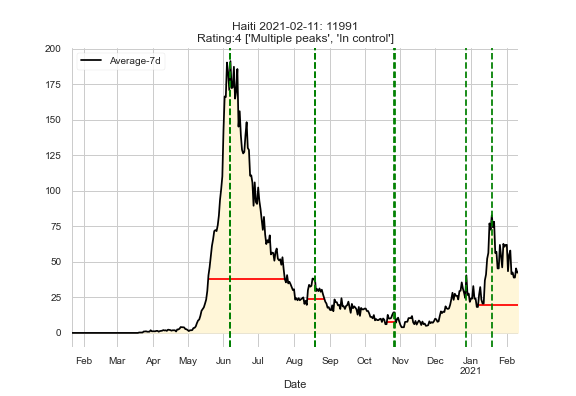 Haiti 2021-02-11: 11991
Rating:4 ['Multiple peaks', 'In control']
Average-7d
200
175
150
125
100
75
50
25
0
Feb Mar Apr May Jun Jul Aug Sep Oct Nov Dec Jan Feb
2021
Date